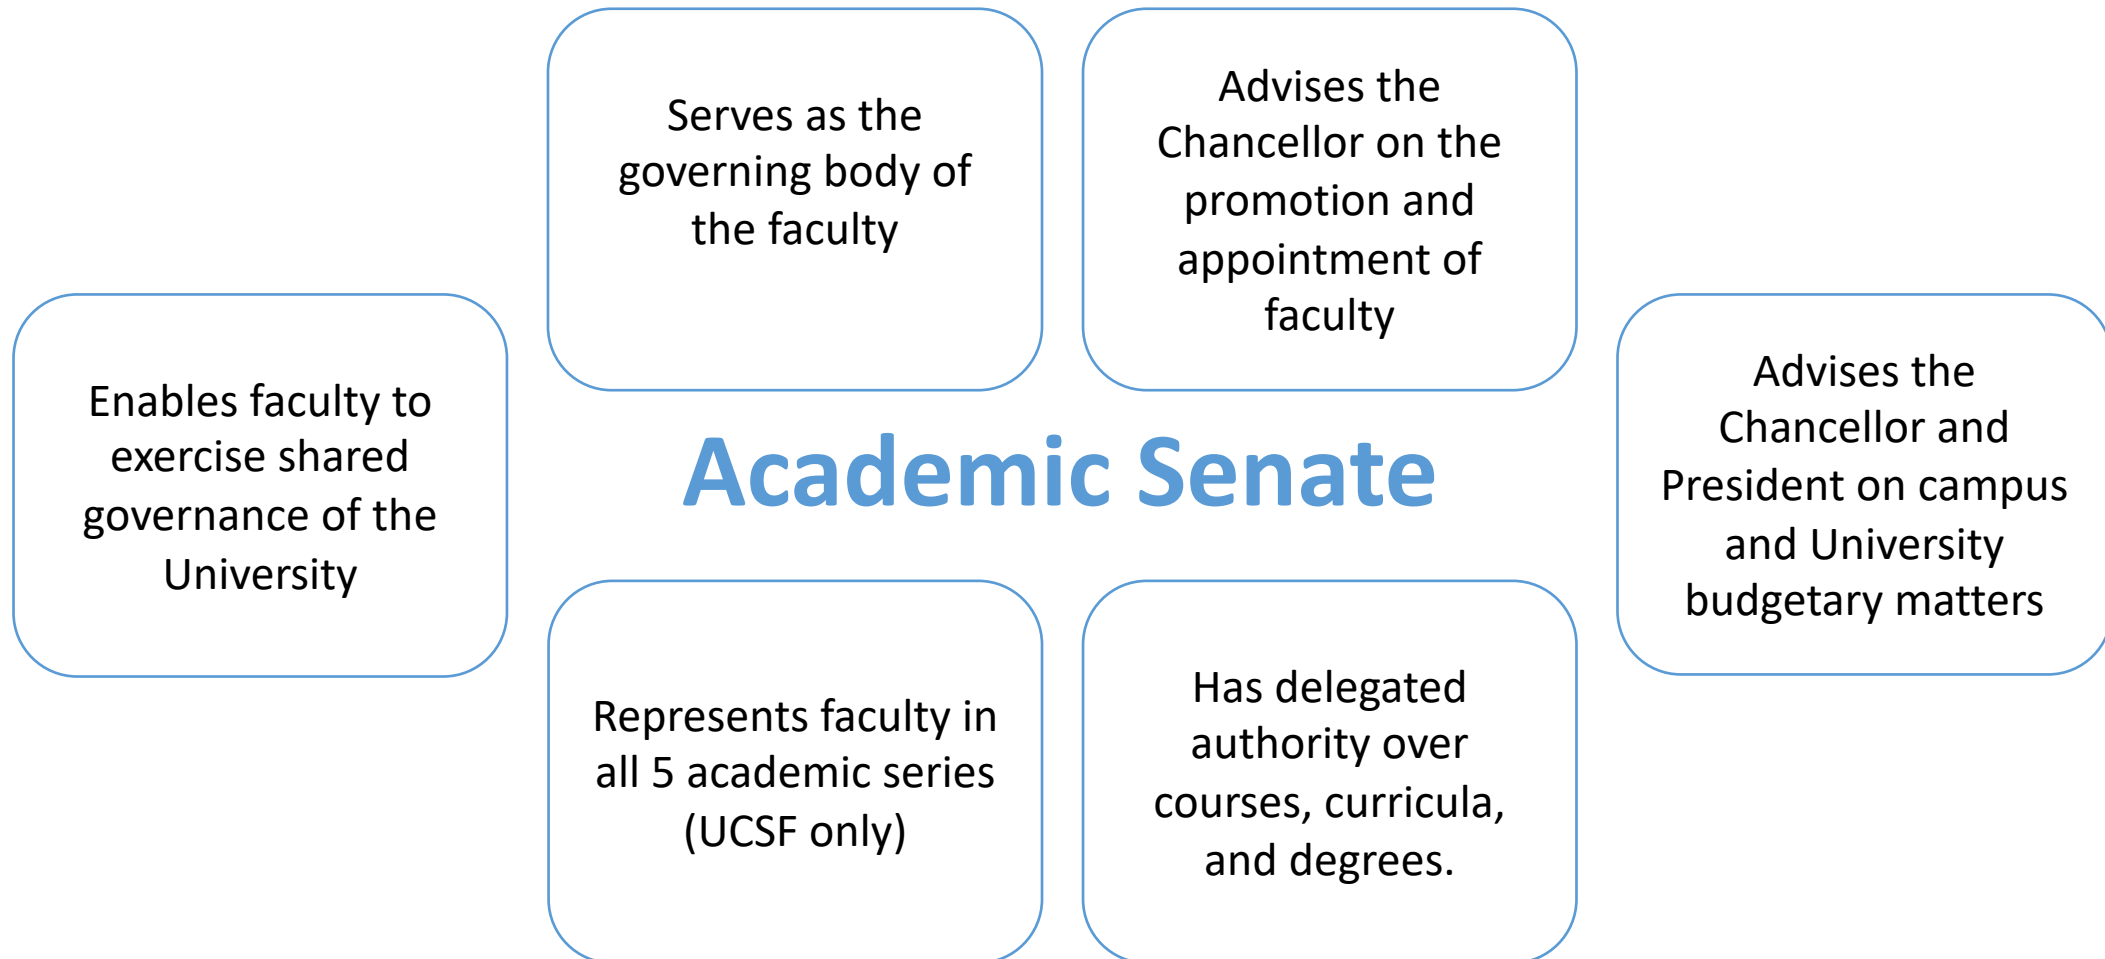 Serves as the
governing body of
the faculty
Advises the
Chancellor on the
promotion and
appointment of
faculty
Enables faculty to
exercise shared
governance of the
University
Academic Senate
Advises the
Chancellor and
President on campus
and University
budgetary matters
Represents faculty in
all 5 academic series
(UCSF only)
Has delegated
authority over
courses, curricula,
and degrees.